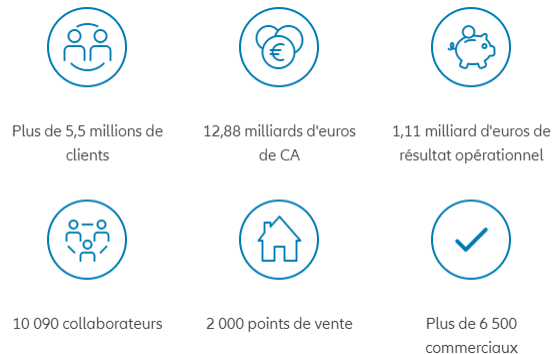 Plus de 5,5 millions de
clients
12,88 milliards d'euros
de CA
1,11 milliard d'euros de
résultat opérationnel
10 090 collaborateurs
2 000 points de vente
Plus de 6 500
commerciaux